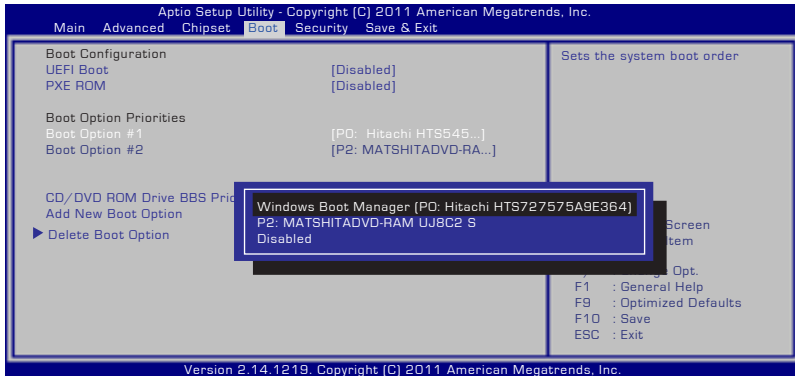 Aptio Setup Utility - Copyright (C) 2011 American Megatrends, Inc.
Main Advanced Chipset Boot Security Save & Exit
Boot Configuration
UEFI Boot [Disabled]
PXE ROM [Disabled]
Boot Option Priorities
Boot Option #1 [P0: Hitachi HTS545...]
Boot Option #2 [P2: MATSHITADVD-RA...]
CD/DVD ROM Drive BBS
Add New Boot Option
Delete Boot Option
Windows Boot Manager (P0: Hitachi HTS727575A9E364)
P2: MATSHITADVD-RAM UJ8C2 S
Disabled
Sets the system boot order
Screen
Opt.
F1 : General Help
F9 : Optimized Defaults
F10 : Save
ESC : Exit
Version 2.14.1219. Copyright (C) 2011 American Megatrends, Inc.